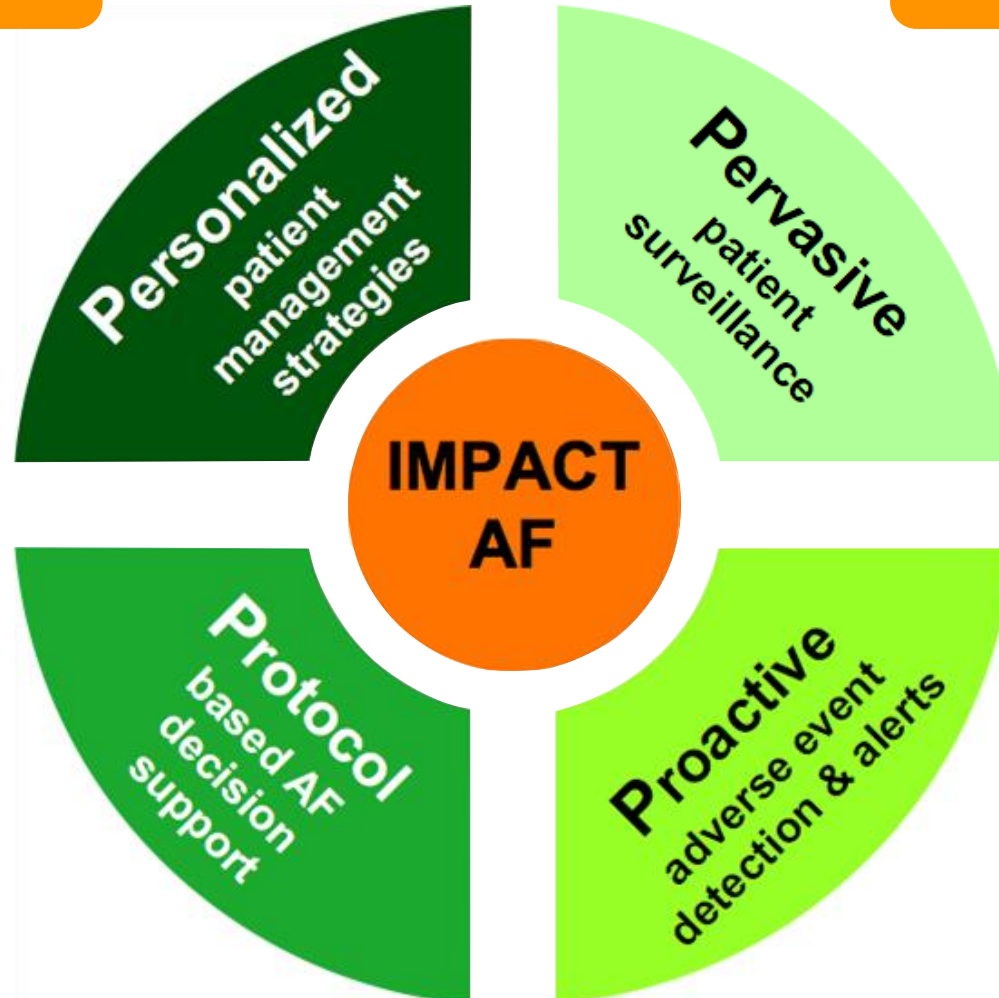 Personalized
patient
management
strategies
Pervasive
patient
surveillance
IMPACT
AF
Protocol
based AF
decision
support
Proactive
adverse event
detection & alerts